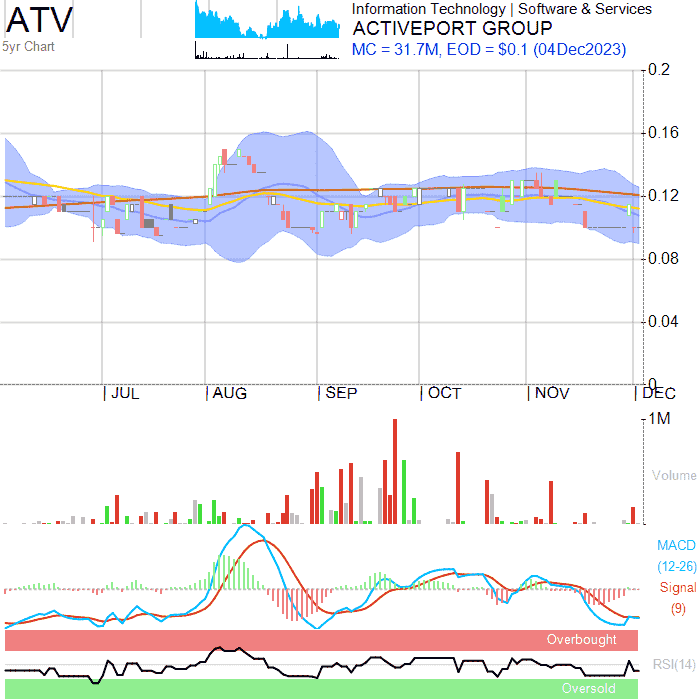 ATV
5yr Chart
Information Technology | Software & Services
ACTIVEPORT GROUP
MC = 31.7M, EOD = $0.1 (04Dec2023)
0.2
0.16
0.12
0.08
0.04
0
JUL AUG SEP OCT NOV DEC
1M
Volume
MACD
(12-26)
Signal
(9)
Overbought
RSI(14)
Oversold